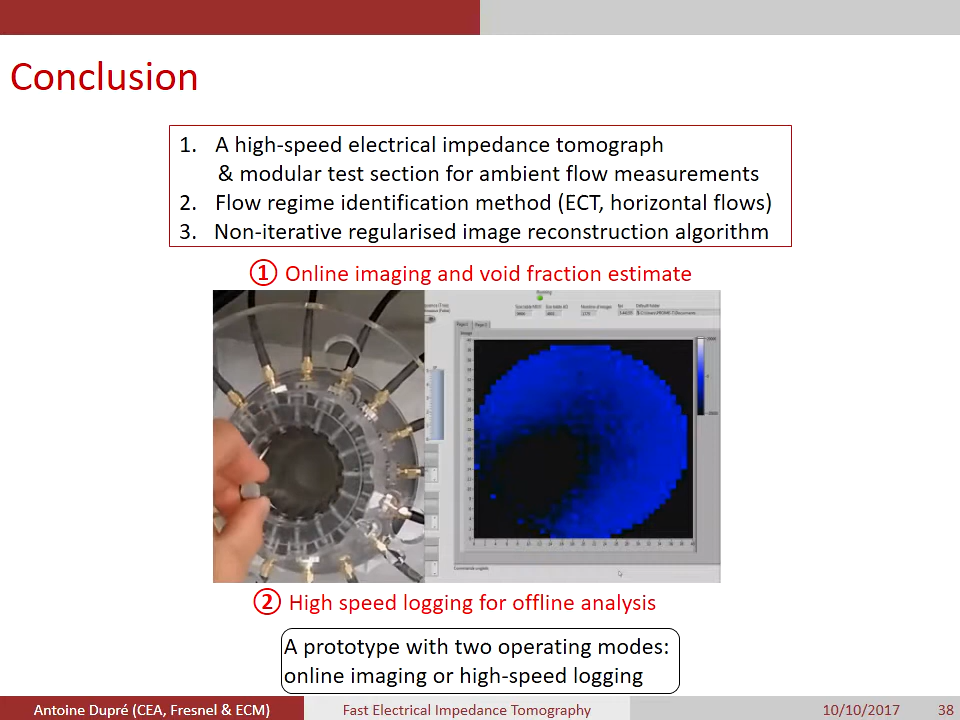 Conclusion
1. A high-speed electrical impedance tomograph
& modular test section for ambient flow measurements
2. Flow regime identification method (ECT, horizontal flows)
3. Non-iterative regularised image reconstruction algorithm
① Online imaging and void fraction estimate
② High speed logging for offline analysis
A prototype with two operating modes:
online imaging or high-speed logging
Antoine Dupré (CEA, Fresnel & ECM) Fast Electrical Impedance Tomography 10/10/2017 38